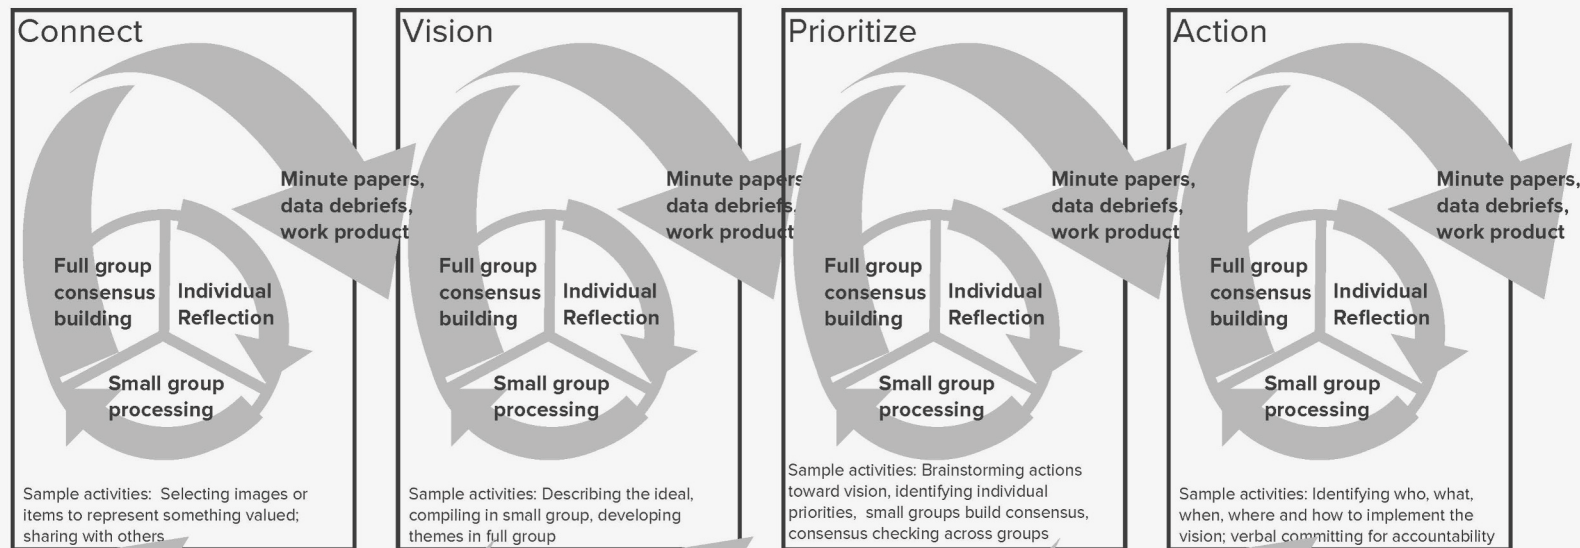 Connect
Minute papers,
data debriefs,
work product
Full group
consensus
building
Individual
Reflection
Small group
processing
Sample activities: Selecting images or
items to represent something valued;
sharing with others
Vision
Minute papers
data debriefs,
work product
Full group
consensus
building
Individual
Reflection
Small group
processing
Sample activities: Describing the ideal,
compiling in small group, developing
themes in full group
Prioritize
Minute papers,
data debriefs,
work product
Full group
consensus
building
Individual
Reflection
Small group
processing
Sample activities: Brainstorming actions
toward vision, identifying individual
priorities, small groups build consensus,
consensus checking across groups
Action
Minute papers,
data debriefs,
work product
Full group
consensus
building
Individual
Reflection
Small group
processing
Sample activities: Identifying who, what,
when, where and how to implement the
vision; verbal committing for accountability